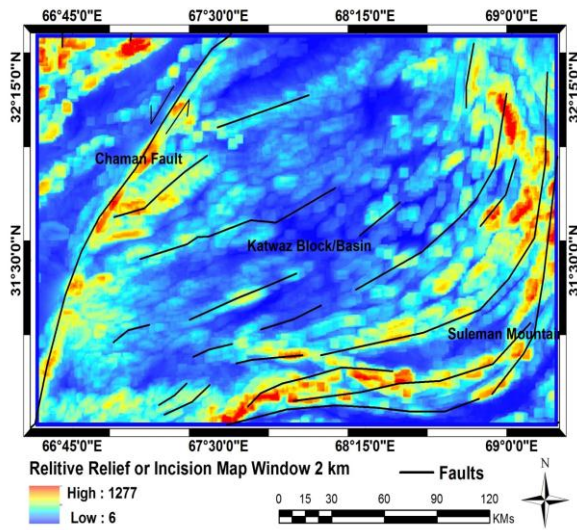 66°45'0"E 67°30'0"E 68°15'0"E 69°0'0"E
32°15'0"N
32°15'0"N
Chaman Fault
Katwaz Block/Basin
31°30'0"N
31°30'0"N
Suleman Mountai
66°45'0"E 67°30'0"E 68°15'0"E 69°0'0"E
Relitive Relief or Incision Map Window 2 km
Faults
N
High : 1277
Low : 6
0 15 30 60 90 120
KMs